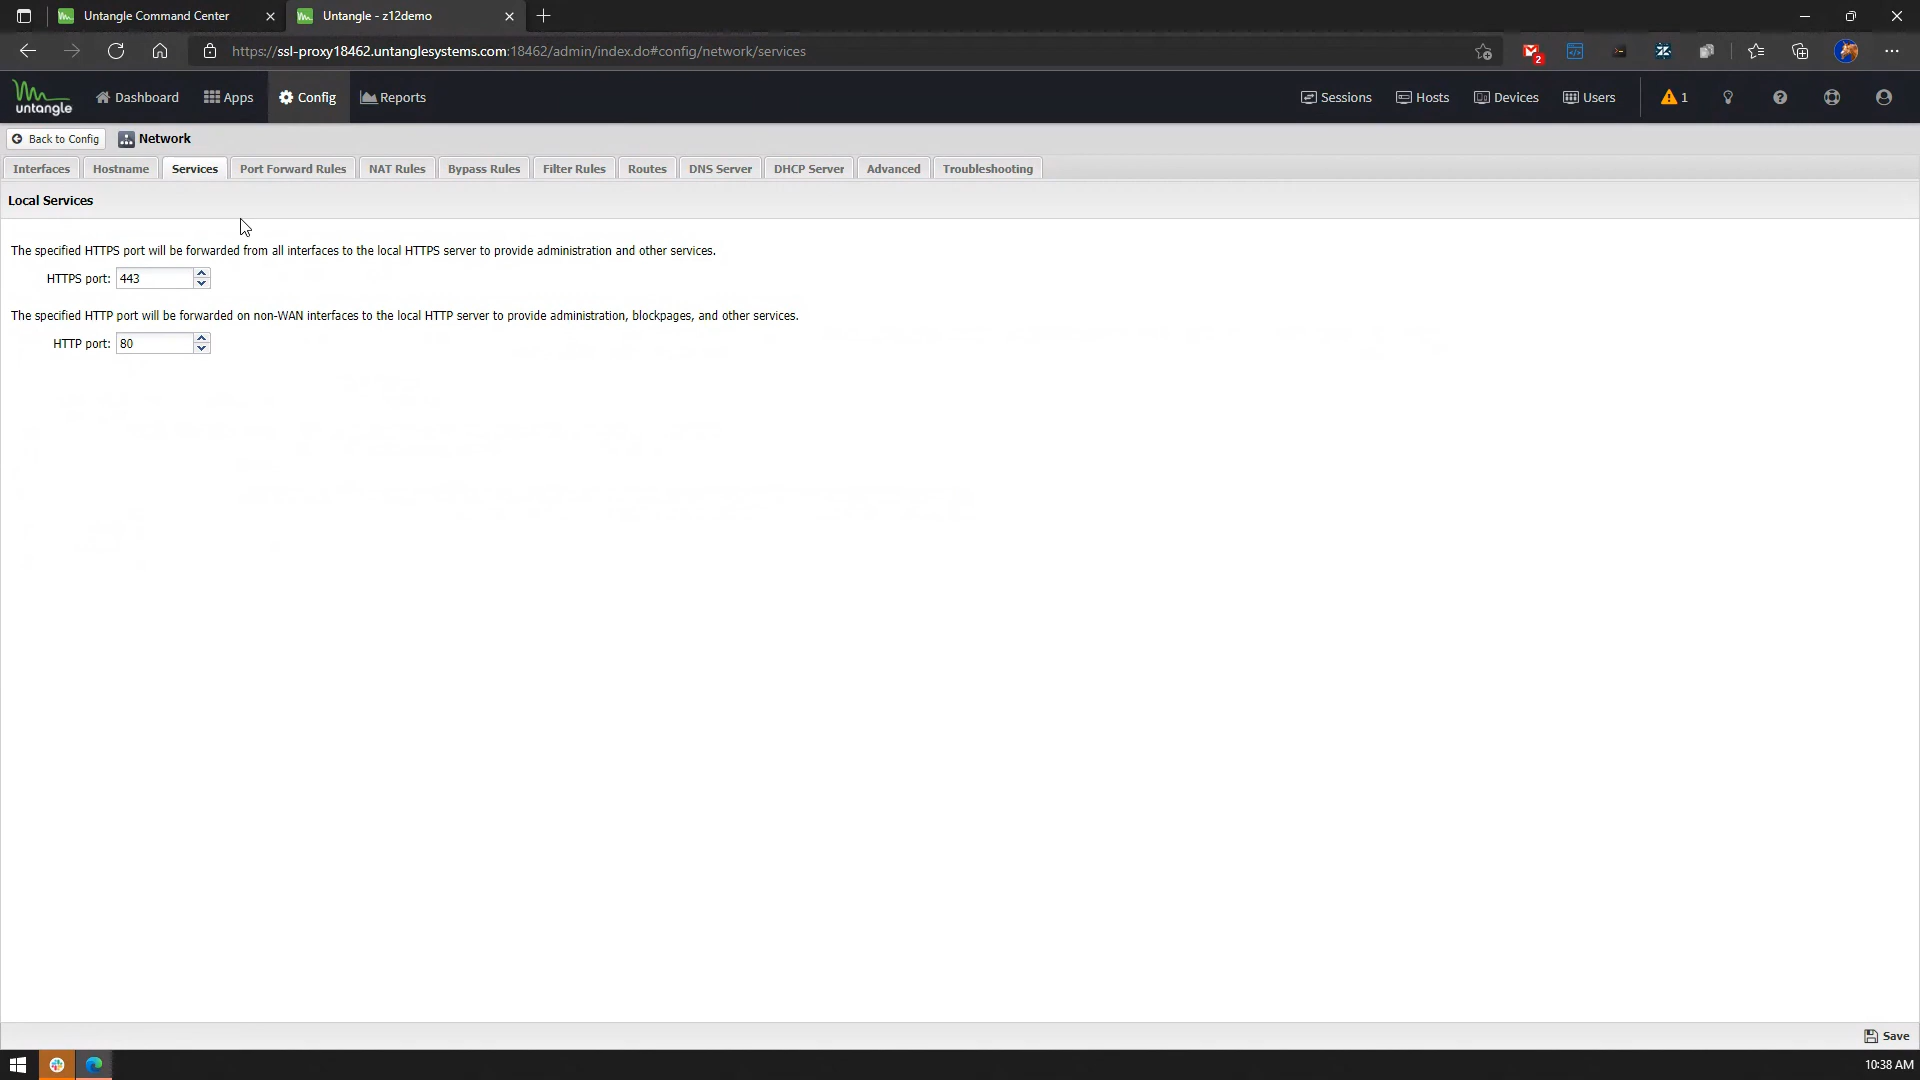 Untangle Command Center
Untangle - z12demo
https://ssl-proxy18462.untanglesystems.com:18462/admin/index.do#config/network/services
2
untangle
Dashboard
Apps
Config
Reports
Sessions
Hosts
Devices
Users
1
Back to Config
Network
Interfaces
Hostname
Services
Port Forward Rules
NAT Rules
Bypass Rules
Filter Rules
Routes
DNS Server
DHCP Server
Advanced
Troubleshooting
Local Services
The specified HTTPS port will be forwarded from all interfaces to the local HTTPS server to provide administration and other services.
HTTPS port: 443
The specified HTTP port will be forwarded on non-WAN interfaces to the local HTTP server to provide administration, blockpages, and other services.
HTTP port: 80
Save
10:38 AM